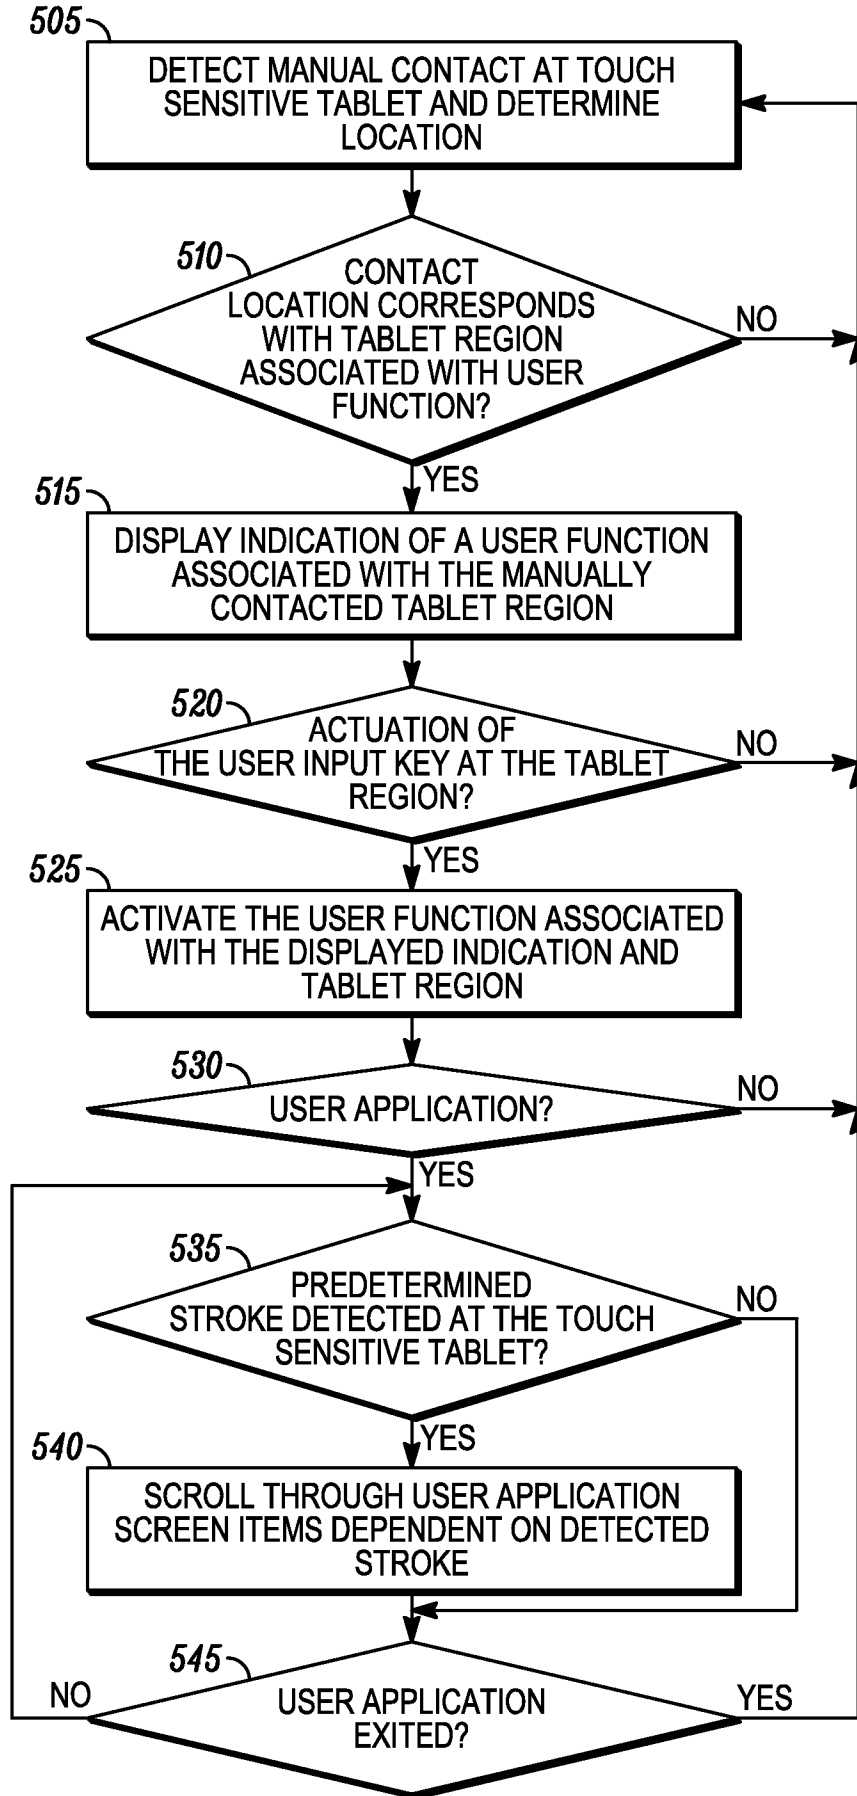 505
DETECT MANUAL CONTACT AT TOUCH
SENSITIVE TABLET AND DETERMINE
LOCATION
510
CONTACT
LOCATION CORRESPONDS
WITH TABLET REGION
ASSOCIATED WITH USER
FUNCTION?
NO
YES
515
DISPLAY INDICATION OF A USER FUNCTION
ASSOCIATED WITH THE MANUALLY
CONTACTED TABLET REGION
520
ACTUATION OF
THE USER INPUT KEY AT THE TABLET
REGION?
NO
YES
525
ACTIVATE THE USER FUNCTION ASSOCIATED
WITH THE DISPLAYED INDICATION AND
TABLET REGION
530
USER APPLICATION?
NO
YES
535
PREDETERMINED
STROKE DETECTED AT THE TOUCH
SENSITIVE TABLET?
NO
YES
540
SCROLL THROUGH USER APPLICATION
SCREEN ITEMS DEPENDENT ON DETECTED
STROKE
545
USER APPLICATION
EXITED?
NO
YES